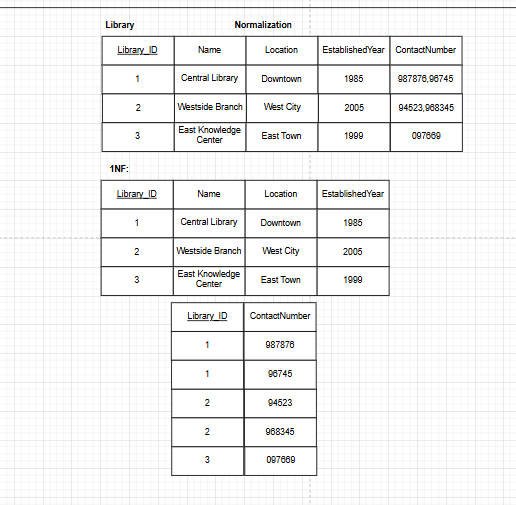 Library Normalization
Library_ID Name Location EstablishedYear ContactNumber
1 Central Library Downtown 1985 987876,96745
2 Westside Branch West City 2005 94523,968345
3 East Knowledge Center East Town 1999 097669
1NF:
Library_ID Name Location EstablishedYear
1 Central Library Downtown 1985
2 Westside Branch West City 2005
3 East Knowledge Center East Town 1999
Library_ID ContactNumber
1 987876
1 96745
2 94523
2 968345
3 097669